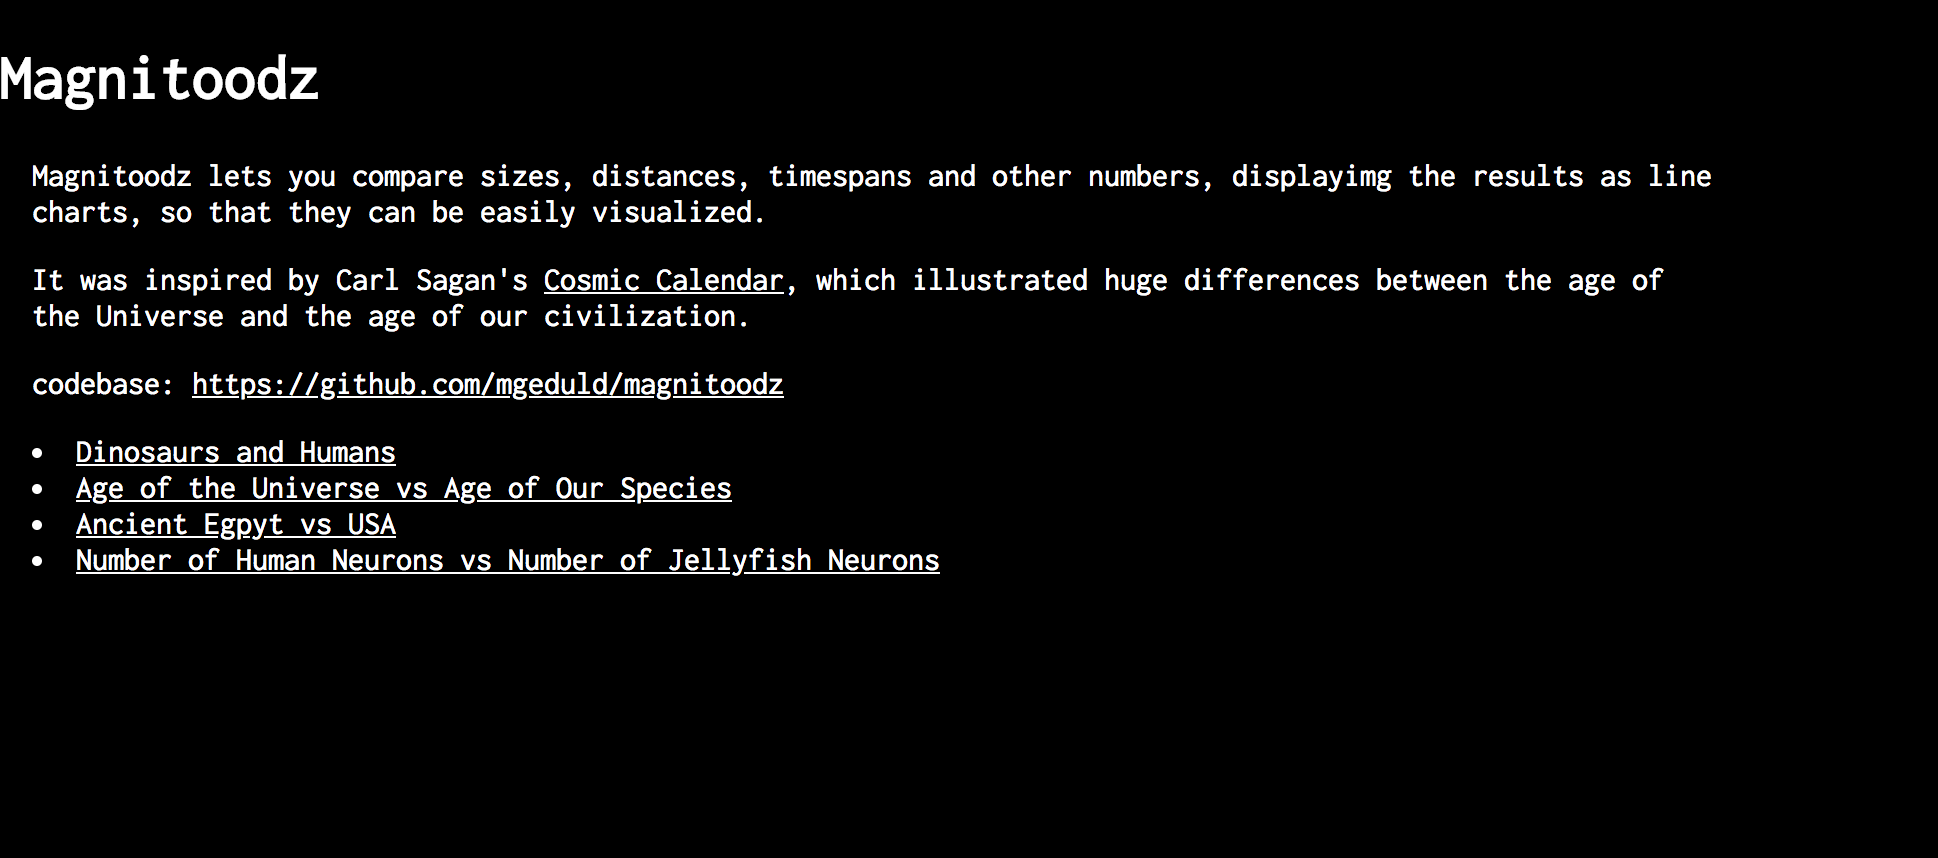 Magnitoodz
Magnitoodz lets you compare sizes, distances, timespans and other numbers, displayimg the results as line
charts, so that they can be easily visualized.
It was inspired by Carl Sagan's Cosmic Calendar, which illustrated huge differences between the age of
the Universe and the age of our civilization.
codebase: https://github.com/mgeduld/magnitoodz
• Dinosaurs and Humans
• Age of the Universe vs Age of Our Species
• Ancient Egpyt vs USA
• Number of Human Neurons vs Number of Jellyfish Neurons